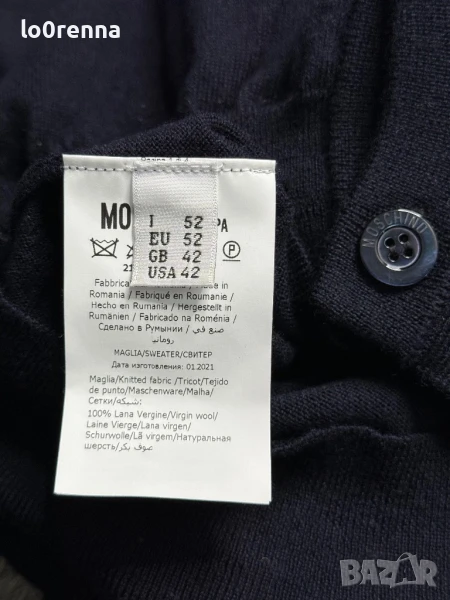 lo0renna
MOSCHINO
MO
PA
I 52
EU 52
GB 42
USA 42
P
Romania / Fabriqué en Roumanie /
Hecho en Rumania / Hergestellt in
Rumänien / Fabricado na Roménia /
Сделано в Румынии / صنع في
رومانيا
MAGLIA/SWEATER/СВИТЕР
Дата изготовления: 01.2021
Maglia/Knitted fabric /Tricot/Tejido
de punto/Maschenware/Malha/
Сетки/شبكة:
100% Lana Vergine/Virgin wool/
Laine Vierge/Lana virgen/
Schurwolle/Lã virgem/Натуральная
шерсть/صوف بكر/
BAZAR